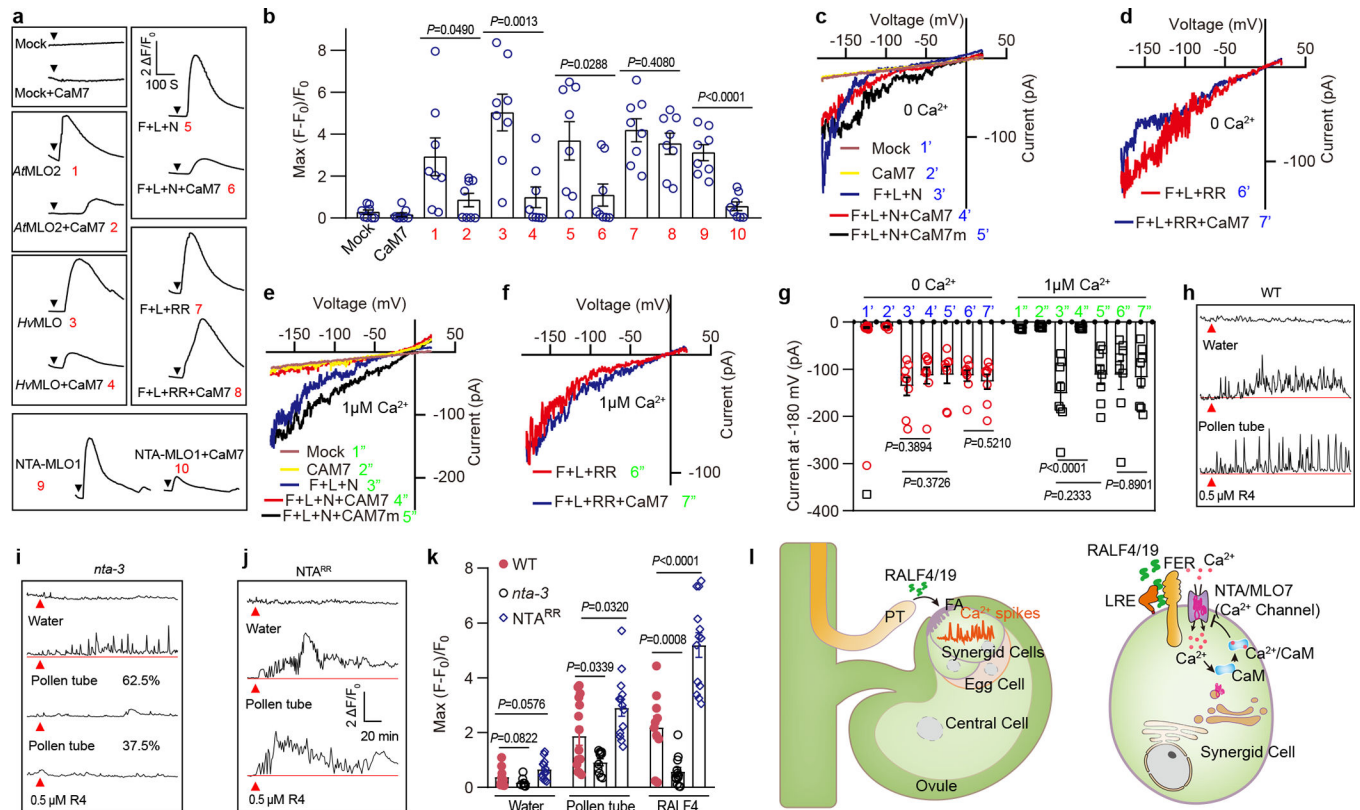 a
Mock
Mock+CaM7
2 ΔF/F0
100 S
F+L+N
5
F+L+N+CaM7 6
AtMLO2
1
AtMLO2+CaM7 2
HvMLO
3
HvMLO+CaM7 4
F+L+RR 7
F+L+RR+CaM7 8
NTA-MLO1
9
NTA-MLO1+CaM7
10
b
Max (F-F0)/F0
8
6
4
2
0
P=0.0490
P=0.0013
P=0.0288
P=0.4080
P<0.0001
Mock
CaM7
1 2 3 4 5 6 7 8 9 10
c
Voltage (mV)
-150 -100 -50 50
0 Ca2+
-100
Current (pA)
Mock 1’
CaM7 2’
F+L+N 3’
F+L+N+CaM7 4’
F+L+N+CaM7m 5’
d
Voltage (mV)
-150 -100 -50 50
0 Ca2+
-100
Current (pA)
F+L+RR 6’
F+L+RR+CaM7 7’
e
Voltage (mV)
-150 -100 -50 50
1μM Ca2+
-100
-200
Current (pA)
Mock 1”
CAM7 2”
F+L+N 3”
F+L+N+CAM7 4”
F+L+N+CAM7m 5”
f
Voltage (mV)
-150 -100 -50 50
1μM Ca2+
-100
Current (pA)
F+L+RR 6”
F+L+RR+CaM7 7”
g
0 Ca2+ 1μM Ca2+
1’ 2’ 3’ 4’ 5’ 6’ 7’ 1” 2” 3” 4” 5” 6” 7”
Current at -180 mV (pA)
0
-100
-200
-300
-400
P=0.3894
P=0.5210
P=0.3726
P<0.0001
P=0.8901
P=0.2333
h
WT
Water
Pollen tube
0.5 μM R4
i
nta-3
Water
Pollen tube 62.5%
Pollen tube 37.5%
0.5 μM R4
j
NTARR
Water
Pollen tube
2 ΔF/F0
20 min
0.5 μM R4
k
Max (F-F0)/F0
8
6
4
2
0
WT
nta-3
NTARR
P<0.0001
P=0.0320
P=0.0008
P=0.0339
P=0.0576
P=0.0822
Water Pollen tube RALF4
l
RALF4/19
PT
FA
Ca2+ spikes
Synergid Cells
Egg Cell
Central Cell
Ovule
RALF4/19
FER
Ca2+
LRE
NTA/MLO7
(Ca2+ Channel)
Ca2+
Ca2+/CaM
CaM
Synergid Cell